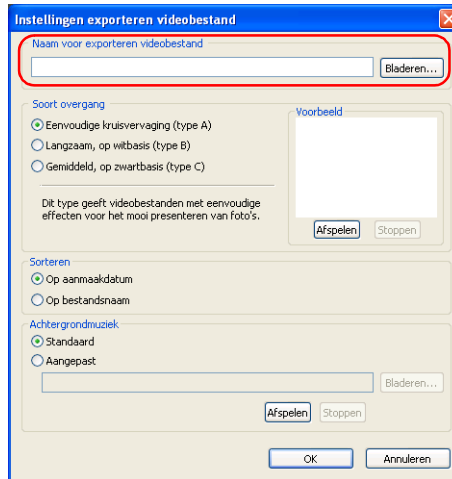 Instellingen exporteren videobestand
Naam voor exporteren videobestand
Bladeren...
Soort overgang
Eenvoudige kruisvervaging (type A)
Langzaam, op witbasis (type B)
Gemiddeld, op zwartbasis (type C)
Dit type geeft videobestanden met eenvoudige
effecten voor het mooi presenteren van foto's.
Voorbeeld
Afspelen Stoppen
Sorteren
Op aanmaakdatum
Op bestandsnaam
Achtergrondmuziek
Standaard
Aangepast
Bladeren...
Afspelen Stoppen
OK Annuleren